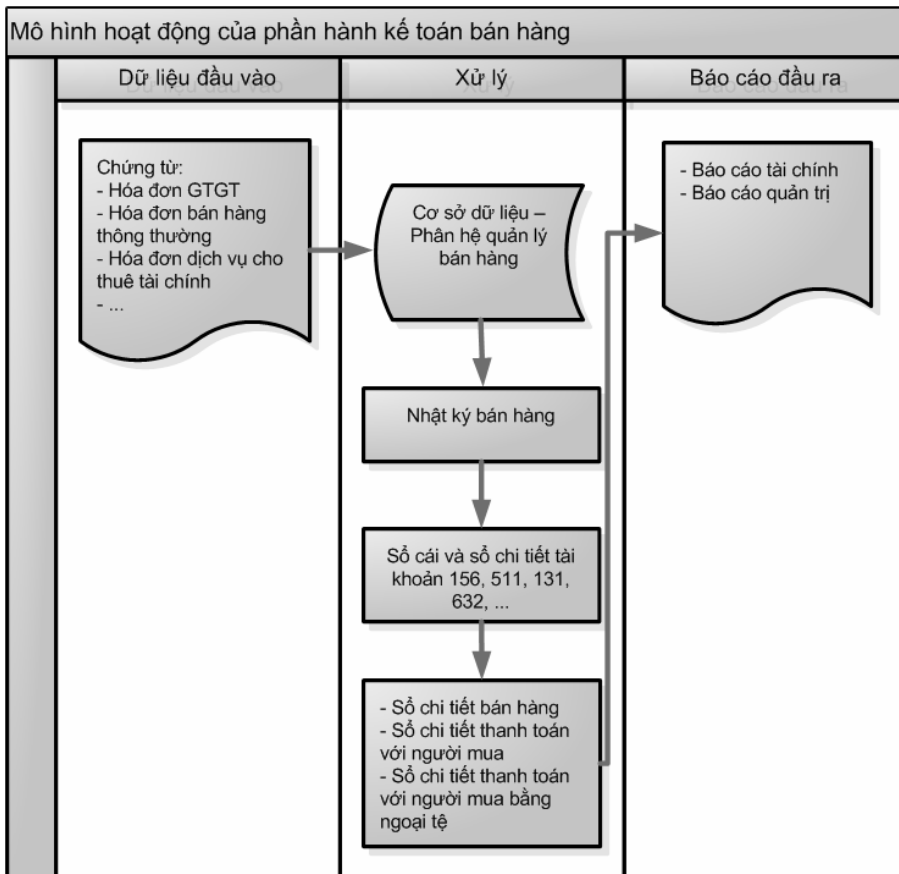 Mô hình hoạt động của phần hành kế toán bán hàng
Dữ liệu đầu vào
Xử lý
Báo cáo đầu ra
Chứng từ:
- Hóa đơn GTGT
- Hóa đơn bán hàng
thông thường
- Hóa đơn dịch vụ cho
thuê tài chính
- ...
Cơ sở dữ liệu –
Phân hệ quản lý
bán hàng
Nhật ký bán hàng
Sổ cái và sổ chi tiết tài
khoản 156, 511, 131,
632, ...
- Sổ chi tiết bán hàng
- Sổ chi tiết thanh toán
với người mua
- Sổ chi tiết thanh toán
với người mua bằng
ngoại tệ
- Báo cáo tài chính
- Báo cáo quản trị